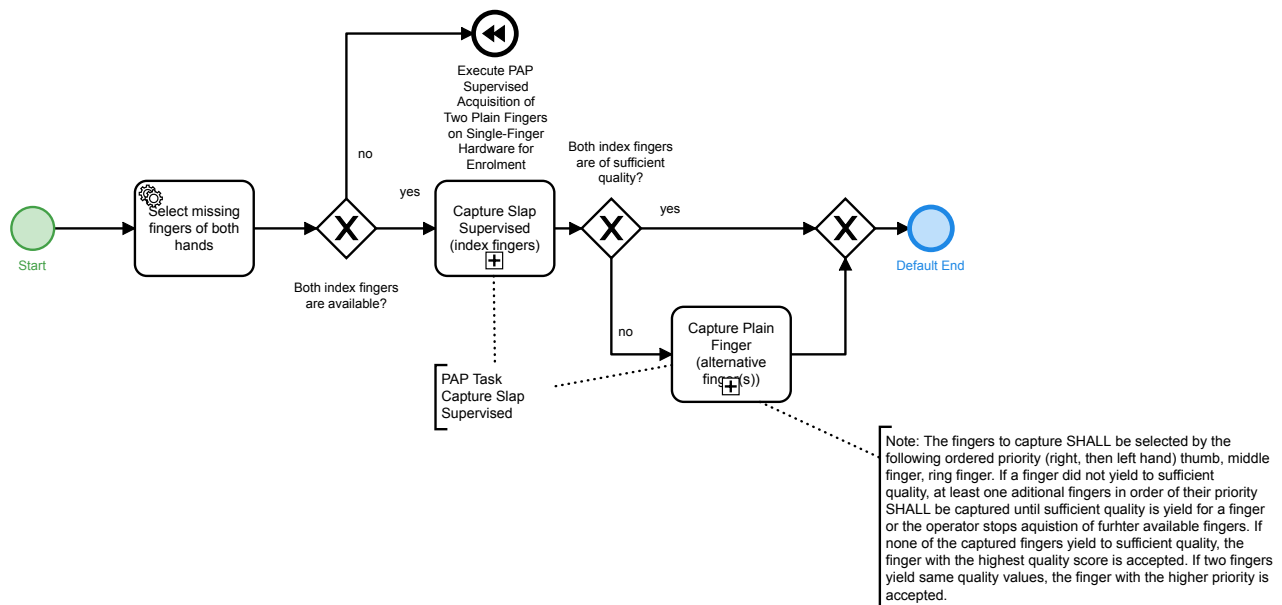 Execute PAP
Supervised
Acquisition of
Two Plain Fingers
on Single-Finger
Hardware for
Enrolment
no
Both index fingers
are of sufficient
quality?
yes
yes
Select missing
fingers of both
hands
Capture Slap
Supervised
(index fingers)
Start
Default End
Both index fingers
are available?
no
Capture Plain
Finger
(alternative
finger(s))
PAP Task
Capture Slap
Supervised
Note: The fingers to capture SHALL be selected by the
following ordered priority (right, then left hand) thumb, middle
finger, ring finger. If a finger did not yield to sufficient
quality, at least one aditional fingers in order of their priority
SHALL be captured until sufficient quality is yield for a finger
or the operator stops aquistion of furhter available fingers. If
none of the captured fingers yield to sufficient quality, the
finger with the highest quality score is accepted. If two fingers
yield same quality values, the finger with the higher priority is
accepted.